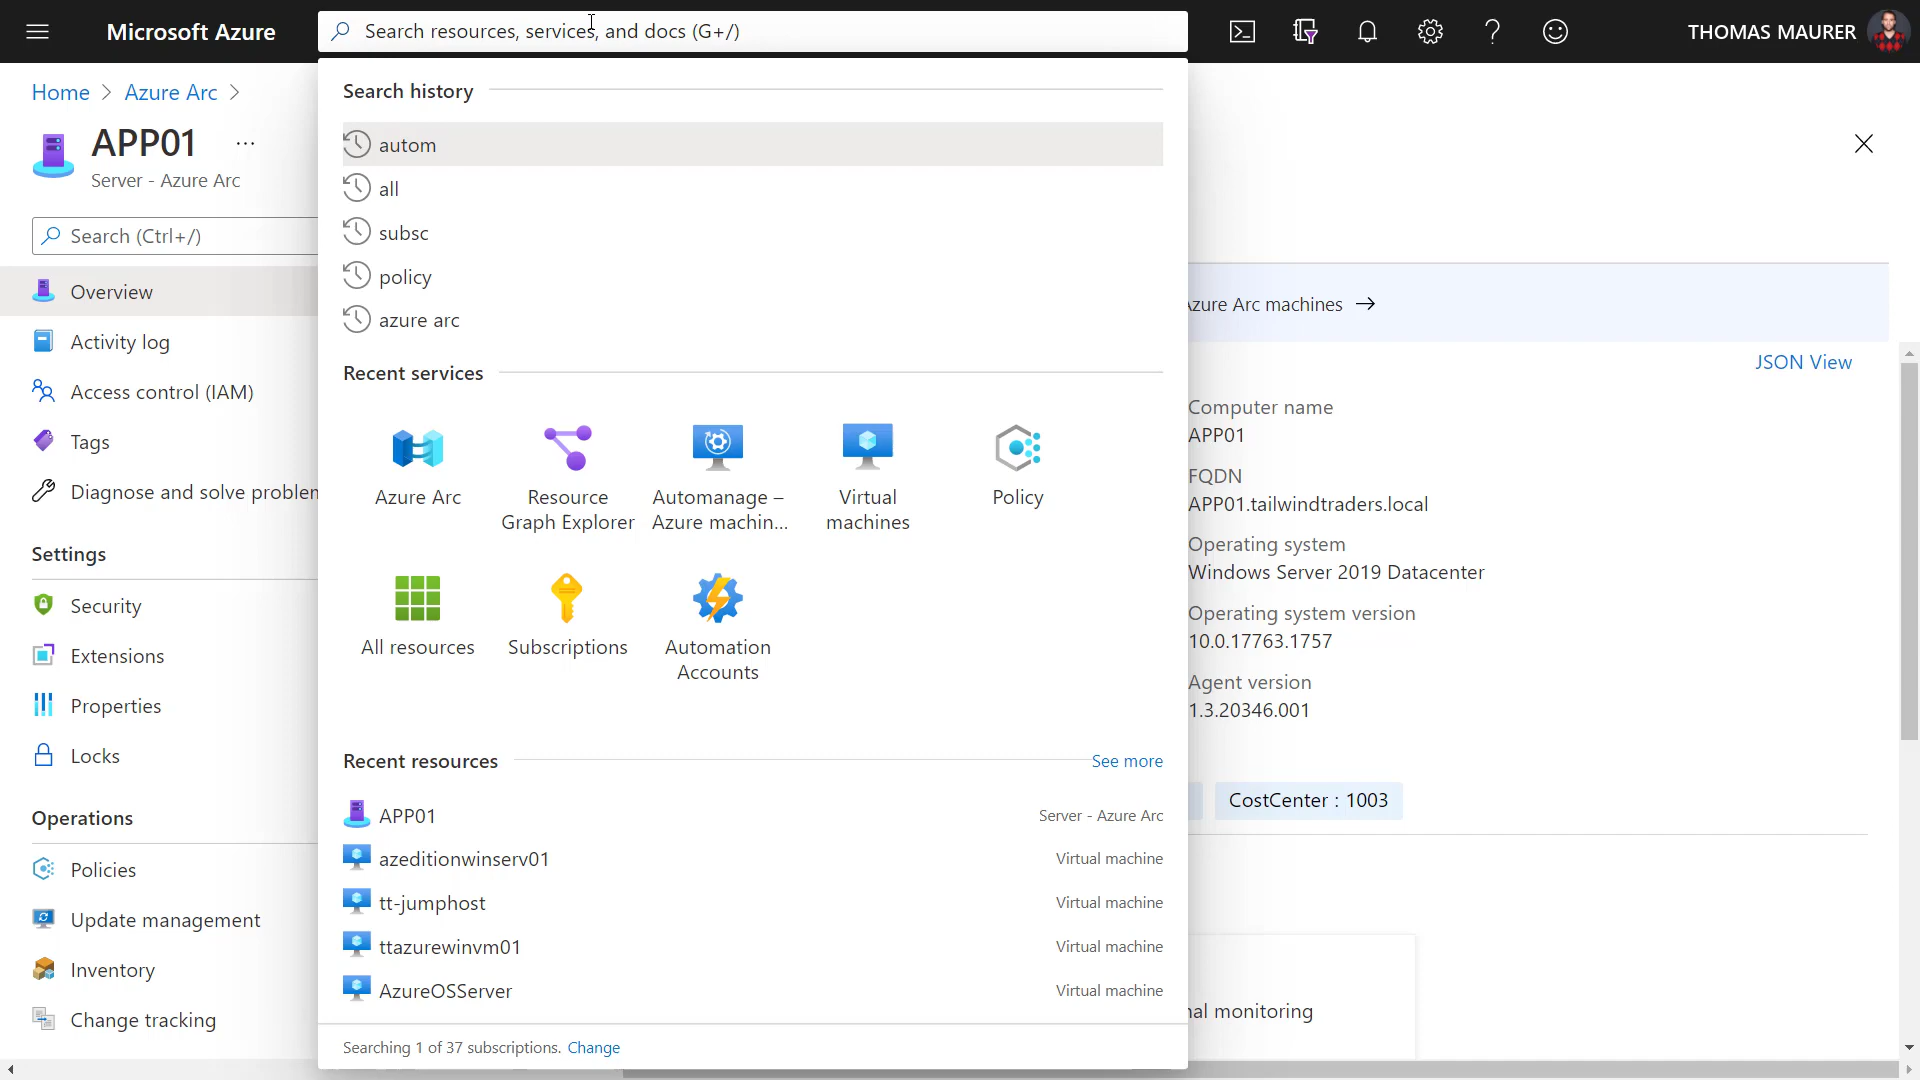 Microsoft Azure
Search resources, services, and docs (G+/)
THOMAS MAURER
Home > Azure Arc >
APP01 ...
Server - Azure Arc
Search (Ctrl+/)
Overview
Activity log
Access control (IAM)
Tags
Diagnose and solve problem
Settings
Security
Extensions
Properties
Locks
Operations
Policies
Update management
Inventory
Change tracking
Search history
autom
all
subsc
policy
azure arc
Recent services
Azure Arc
Resource
Graph Explorer
Automanage –
Azure machin...
Virtual
machines
Policy
All resources
Subscriptions
Automation
Accounts
Recent resources
See more
APP01 Server - Azure Arc
azeditionwinserv01 Virtual machine
tt-jumphost Virtual machine
ttazurewinvm01 Virtual machine
AzureOSServer Virtual machine
Searching 1 of 37 subscriptions. Change
Azure Arc machines →
JSON View
Computer name
APP01
FQDN
APP01.tailwindtraders.local
Operating system
Windows Server 2019 Datacenter
Operating system version
10.0.17763.1757
Agent version
1.3.20346.001
CostCenter : 1003
nal monitoring